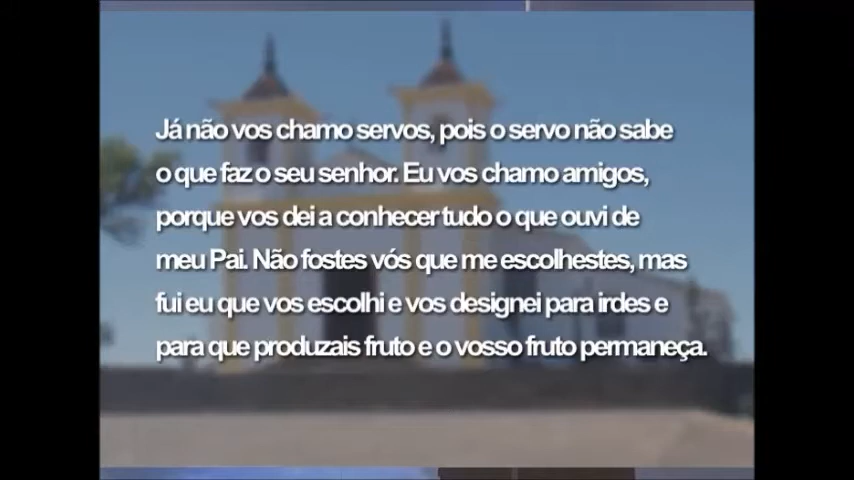 Já não vos chamo servos, pois o servo não sabe
o que faz o seu senhor. Eu vos chamo amigos,
porque vos dei a conhecer tudo o que ouvi de
meu Pai. Não fostes vós que me escolhestes, mas
fui eu que vos escolhi e vos designei para irdes e
para que produzais fruto e o vosso fruto permaneça.